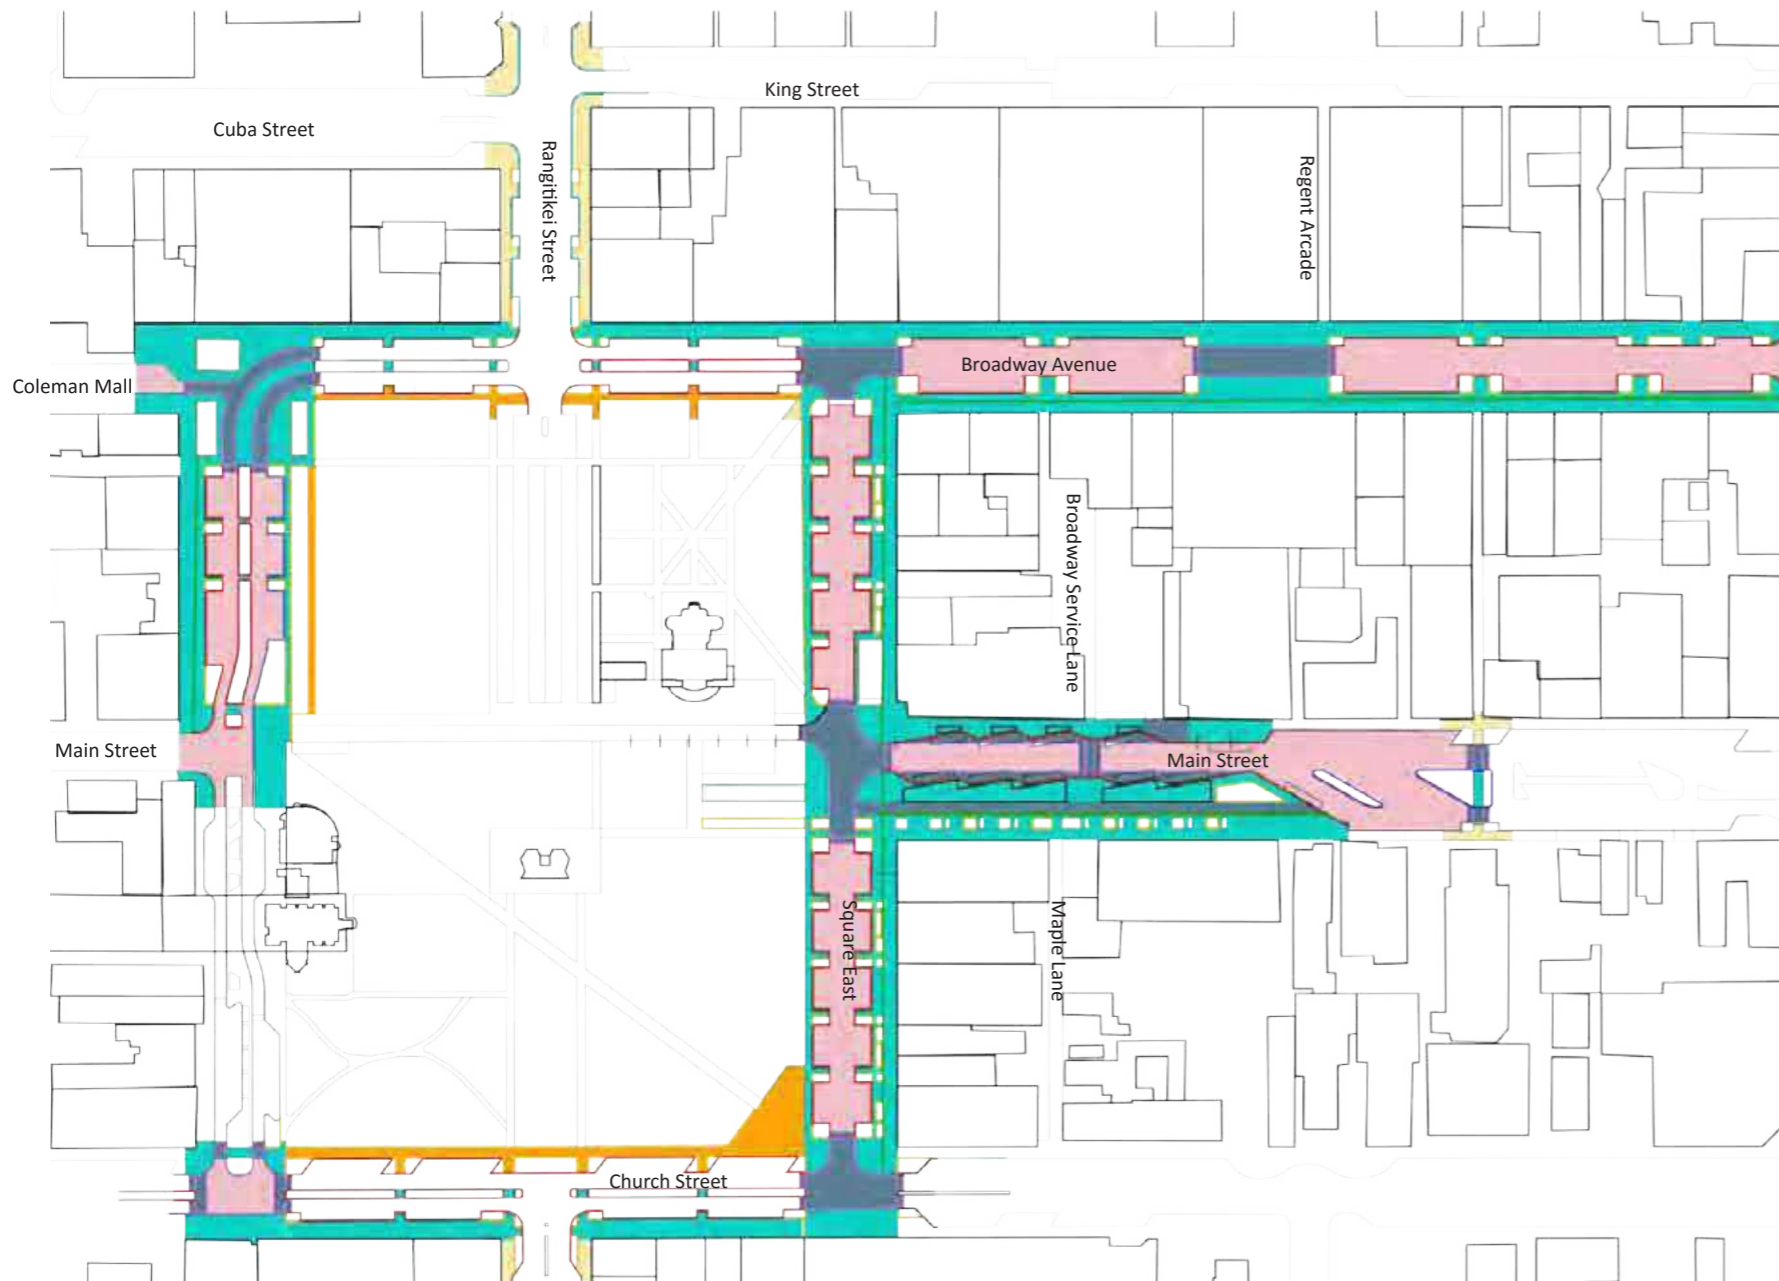 King Street
Cuba Street
Rangitikei Street
Regent Arcade
Broadway Avenue
Coleman Mall
Broadway Service Lane
Main Street
Main Street
Square East
Maple Lane
Church Street